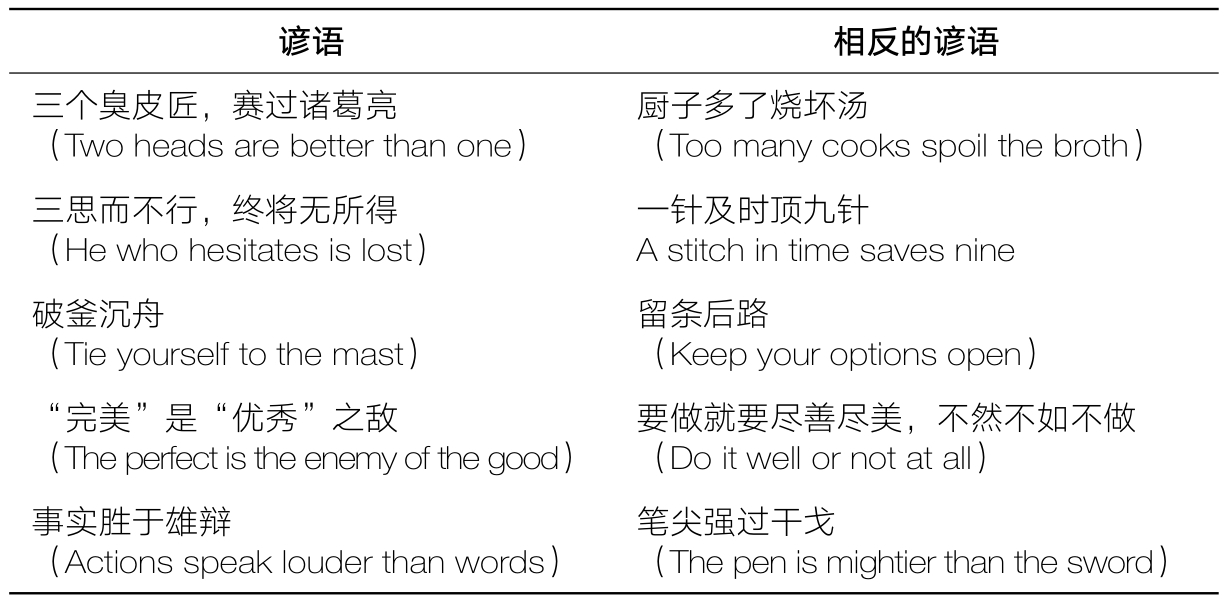 谚语 相反的谚语
三个臭皮匠，赛过诸葛亮 厨子多了烧坏汤
（Two heads are better than one） （Too many cooks spoil the broth）
三思而不行，终将无所得 一针及时顶九针
（He who hesitates is lost） A stitch in time saves nine
破釜沉舟 留条后路
（Tie yourself to the mast） （Keep your options open）
“完美”是“优秀”之敌 要做就要尽善尽美，不然不如不做
（The perfect is the enemy of the good） （Do it well or not at all）
事实胜于雄辩 笔尖强过干戈
（Actions speak louder than words） （The pen is mightier than the sword）